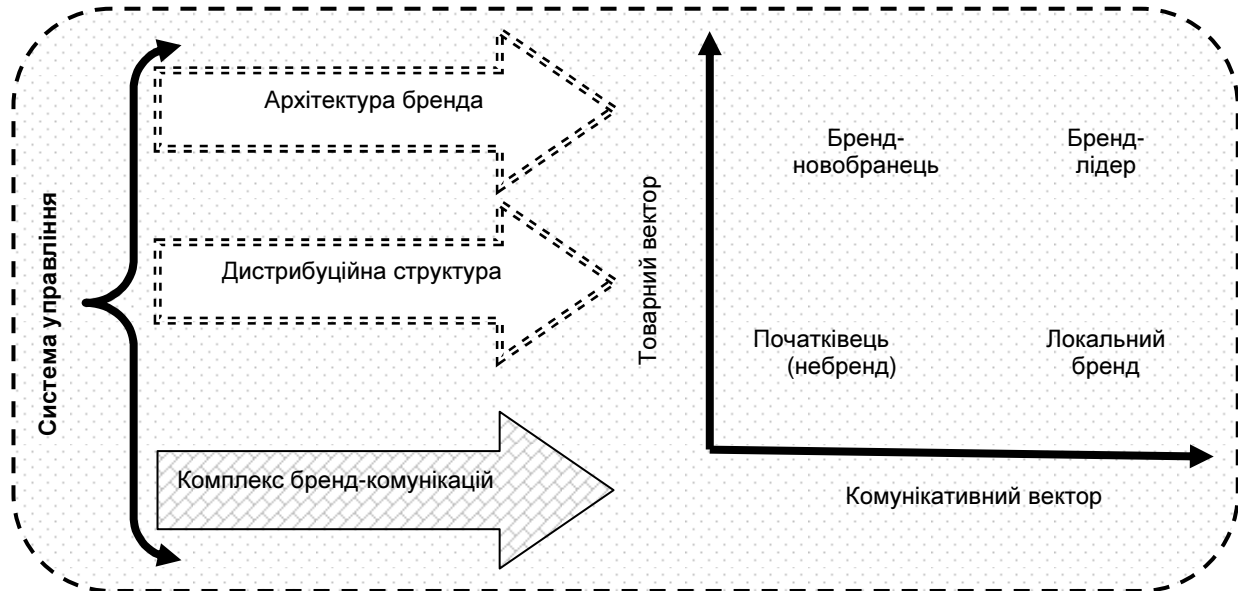 Система управління
Архітектура бренда
Дистрибуційна структура
Комплекс бренд-комунікацій
Товарний вектор
Бренд-
новобранець
Бренд-
лідер
Початківець
(небренд)
Локальний
бренд
Комунікативний вектор